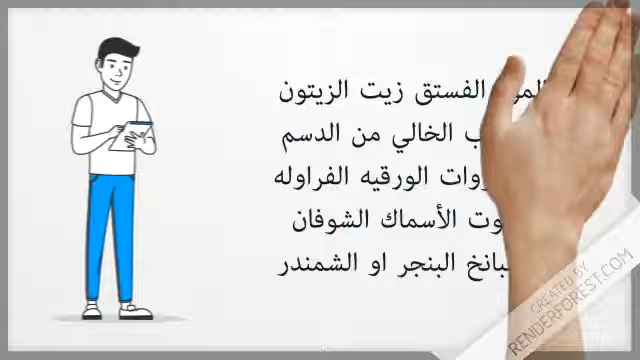 الفستق زيت الزيتون
الخالي من الدسم
الورقيه الفراوله
الأسماك الشوفان
البنجر او الشمندر
CREATED BY
RENDERFOREST.COM